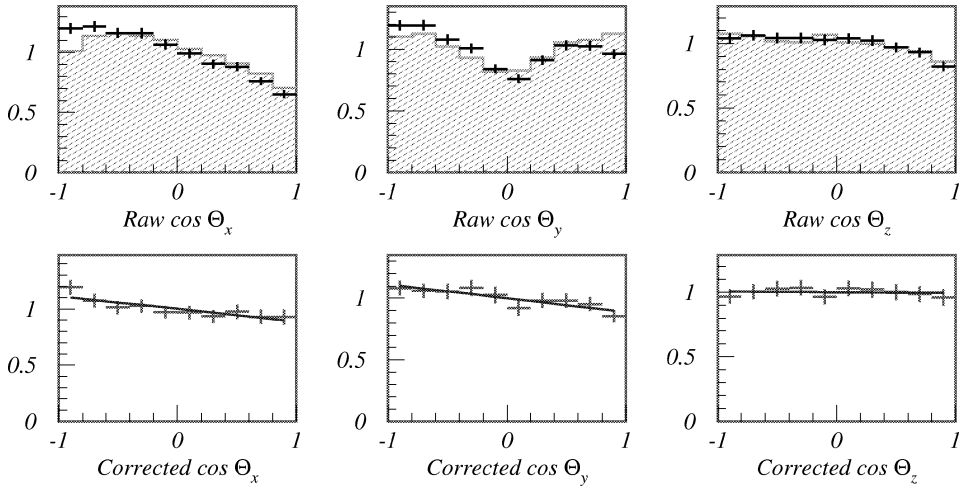 1
1
1
0.5
0.5
0.5
0
0
0
-1 0 1
-1 0 1
-1 0 1
Raw cos Θx
Raw cos Θy
Raw cos Θz
1
1
1
0.5
0.5
0.5
0
0
0
-1 0 1
-1 0 1
-1 0 1
Corrected cos Θx
Corrected cos Θy
Corrected cos Θz